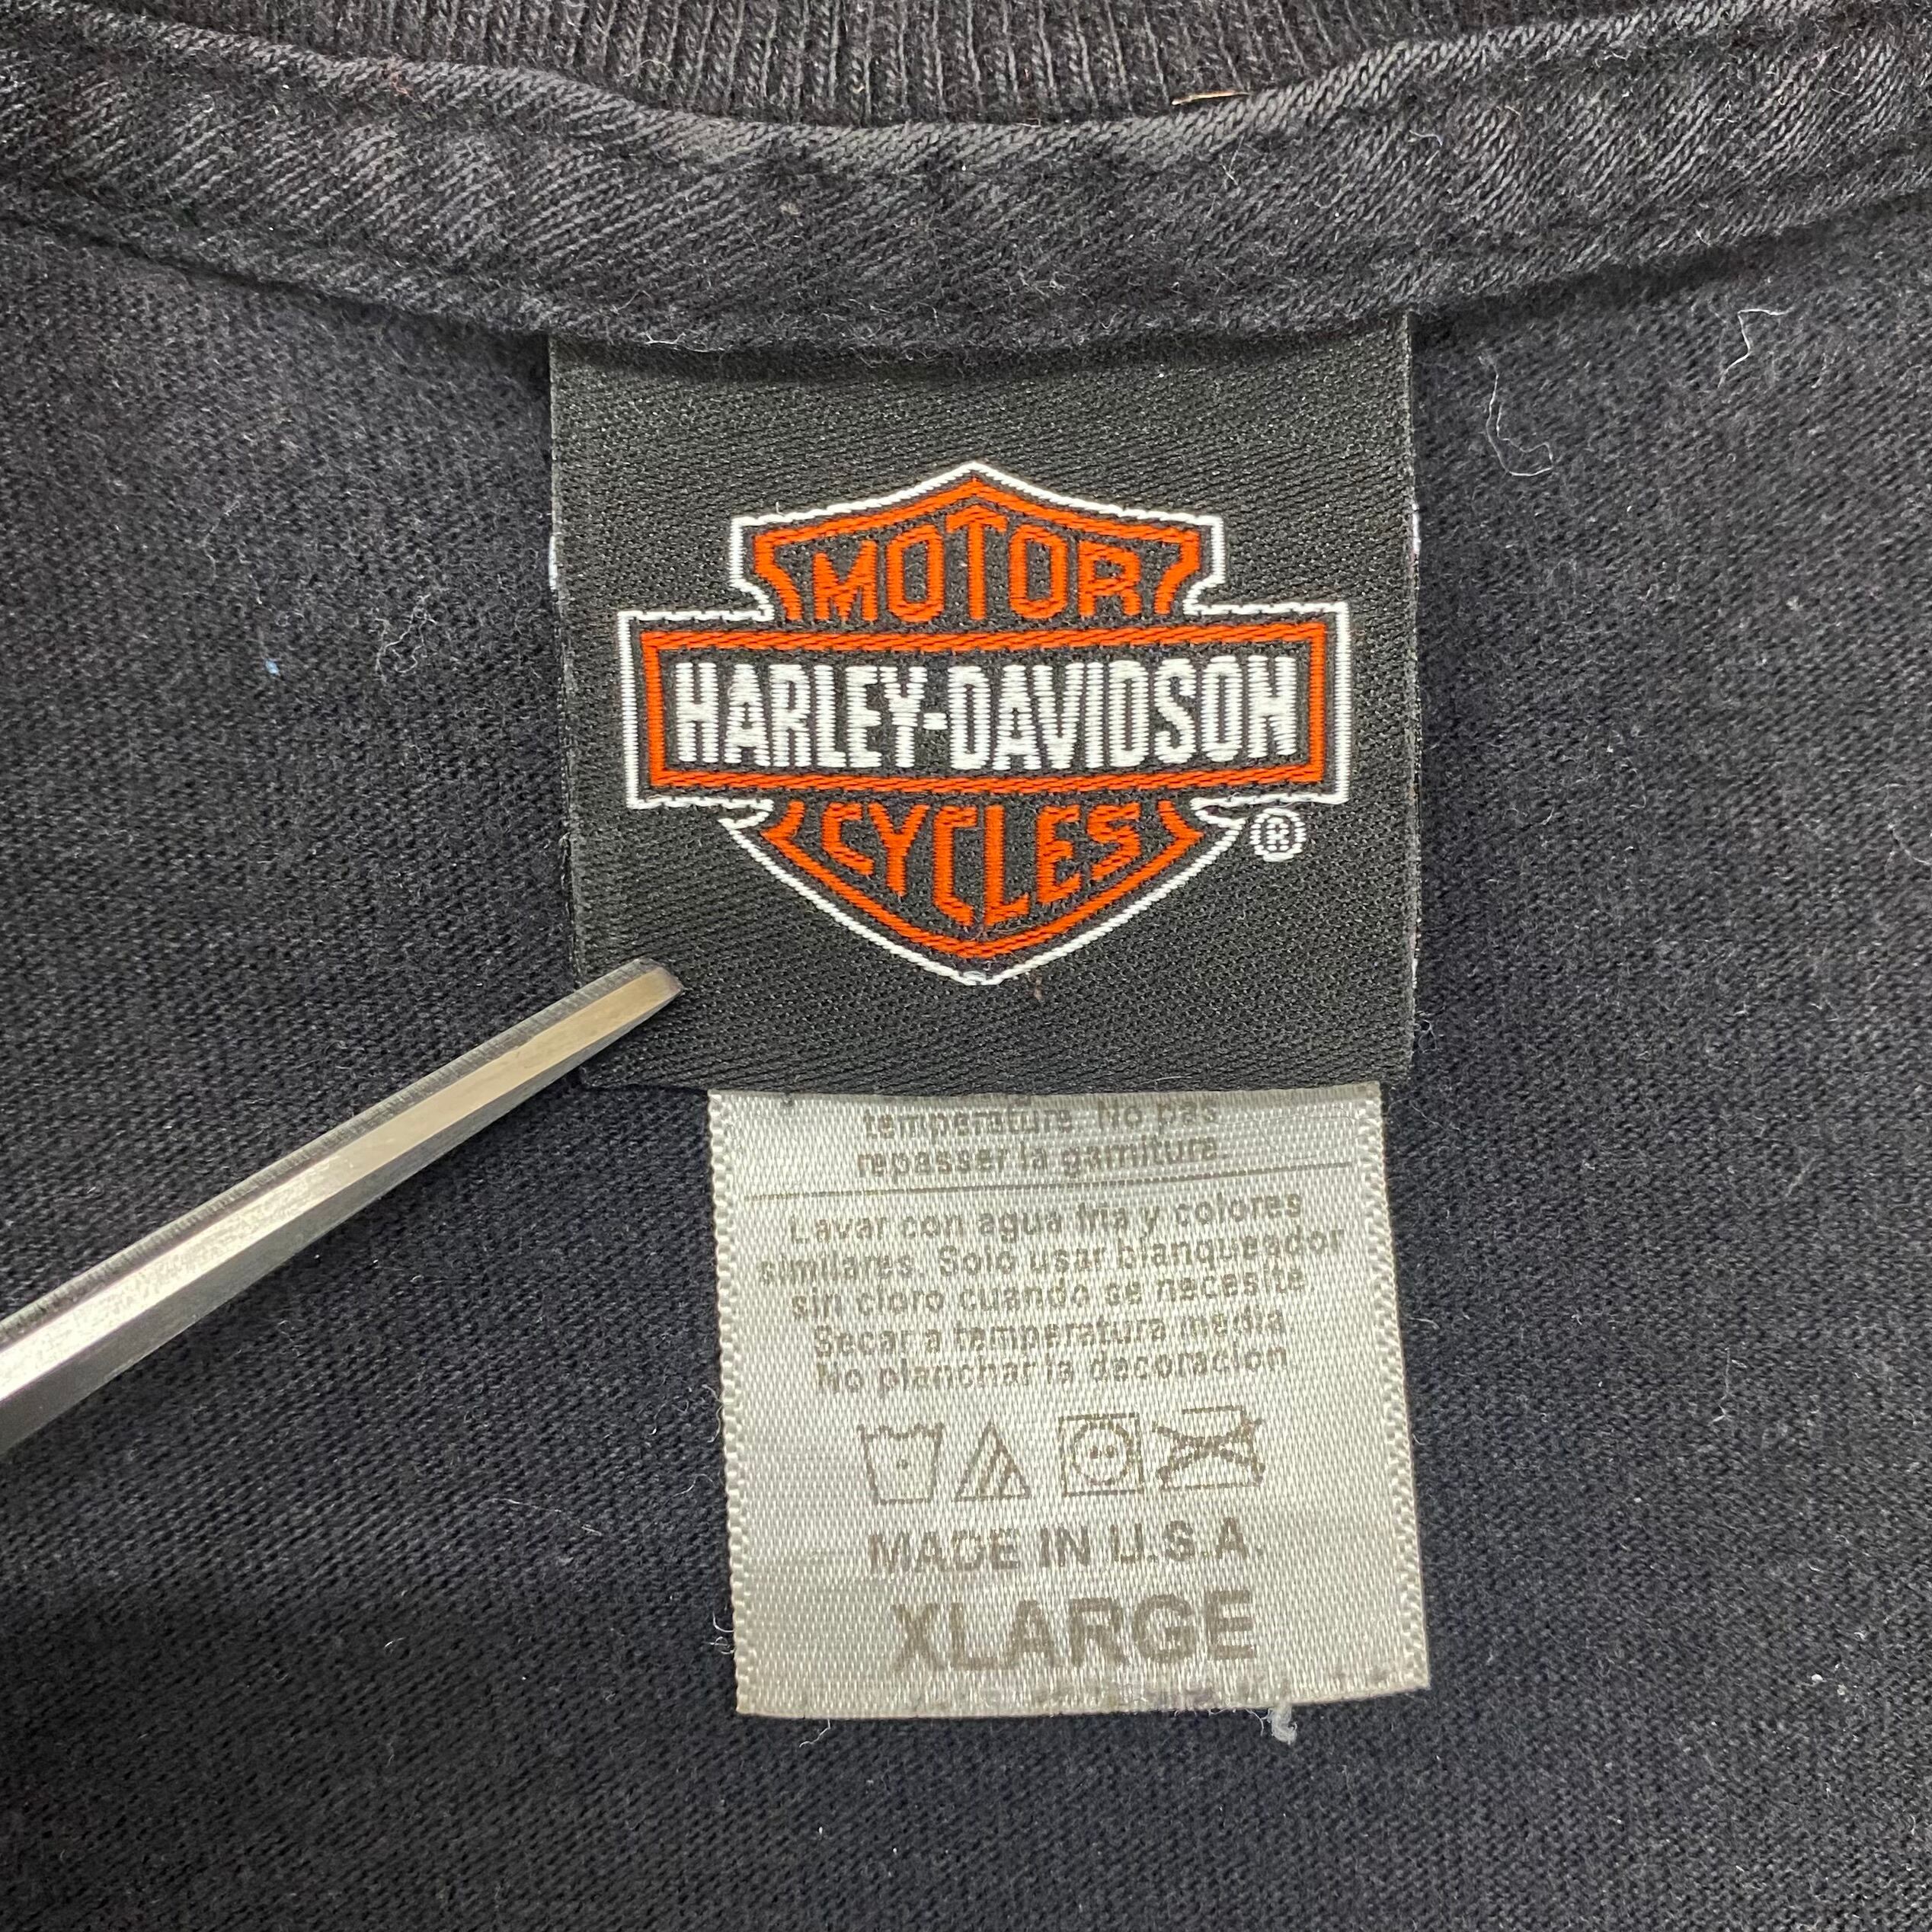 MOTOR
HARLEY-DAVIDSON
CYCLES
®
temperature. No pas
repasser la garniture.
Lavar con agua fria y colores
similares. Solo usar blanqueador
sin cloro cuando se necesite
Secar a temperatura media
No planchar la decoracion
MADE IN U.S.A.
XLARGE